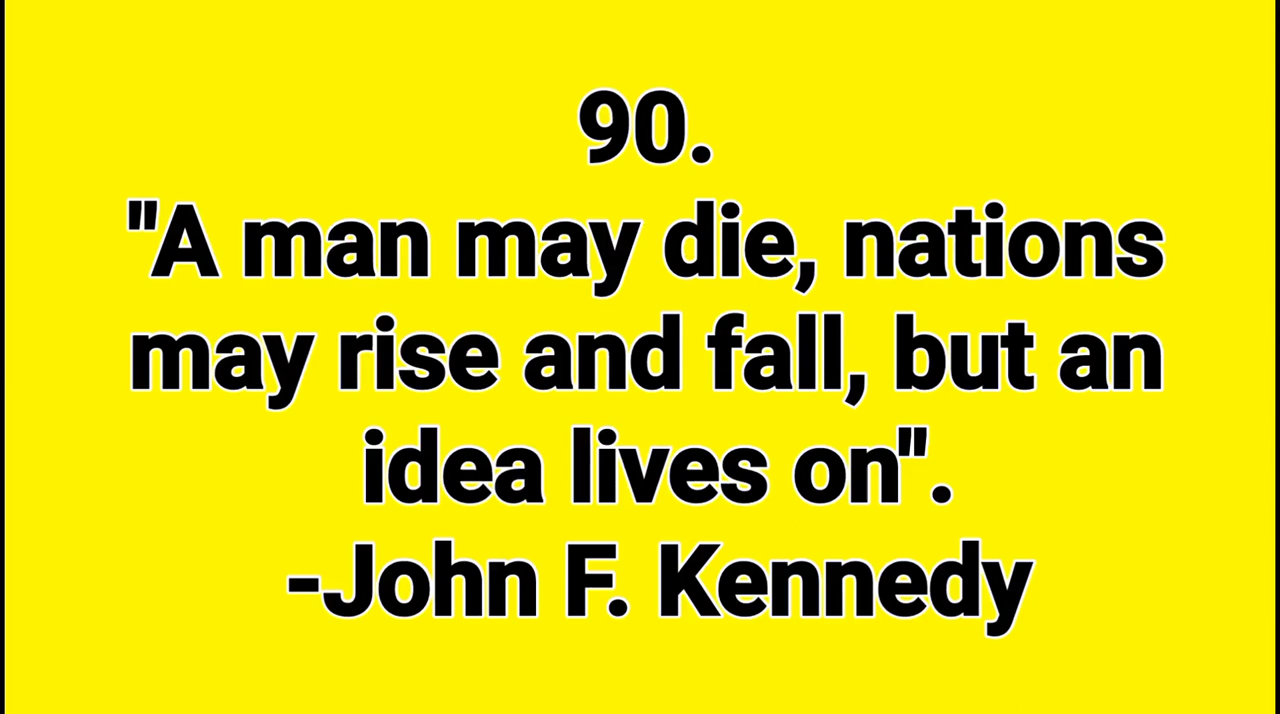 90.
"A man may die, nations
may rise and fall, but an
idea lives on".
-John F. Kennedy